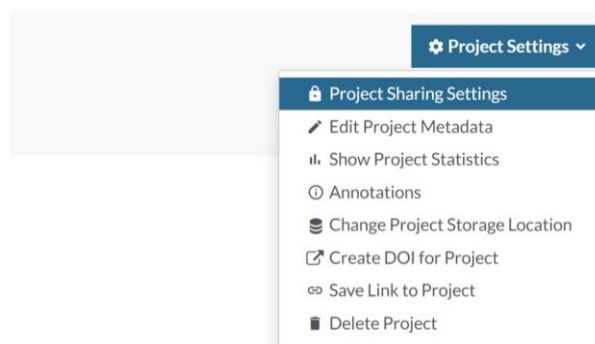 Project Settings
Project Sharing Settings
Edit Project Metadata
Show Project Statistics
Annotations
Change Project Storage Location
Create DOI for Project
Save Link to Project
Delete Project